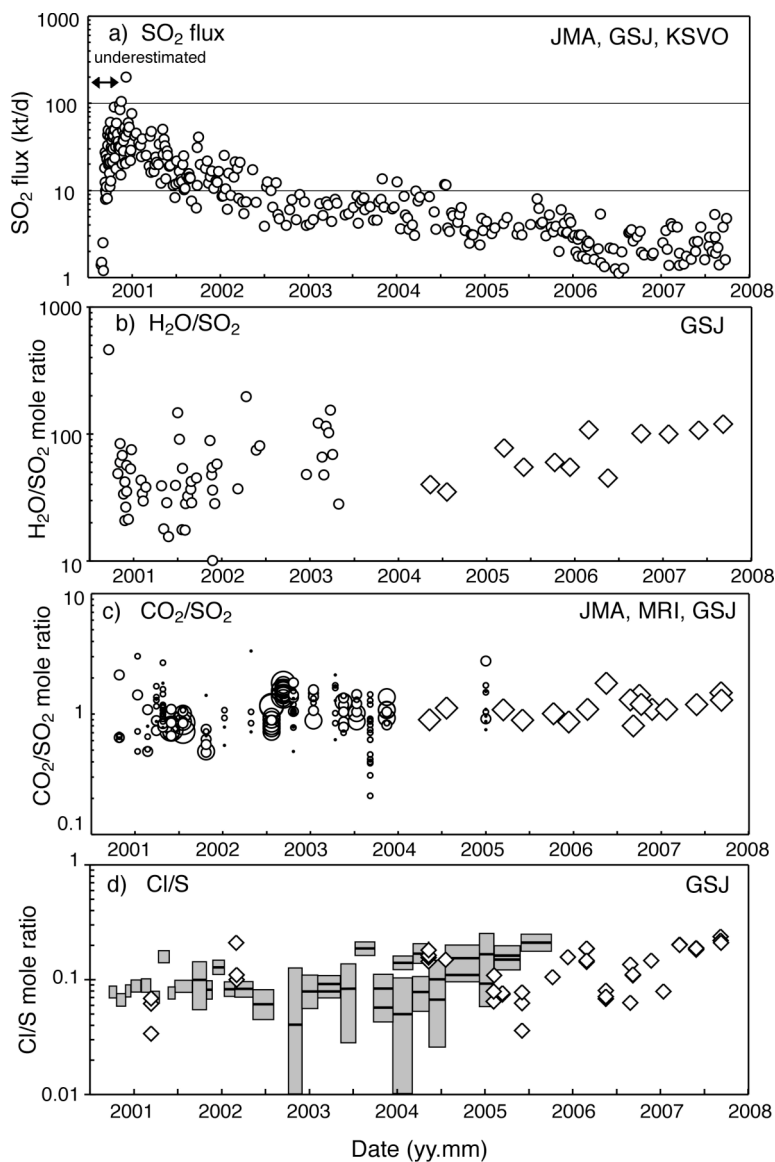 a) SO₂ flux JMA, GSJ, KSVO
underestimated
1000
100
10
1
SO₂ flux (kt/d)
2001 2002 2003 2004 2005 2006 2007 2008
b) H₂O/SO₂ GSJ
1000
100
10
H₂O/SO₂ mole ratio
2001 2002 2003 2004 2005 2006 2007 2008
c) CO₂/SO₂ JMA, MRI, GSJ
10
1
0.1
CO₂/SO₂ mole ratio
2001 2002 2003 2004 2005 2006 2007 2008
d) Cl/S GSJ
1
0.1
0.01
Cl/S mole ratio
2001 2002 2003 2004 2005 2006 2007 2008
Date (yy.mm)